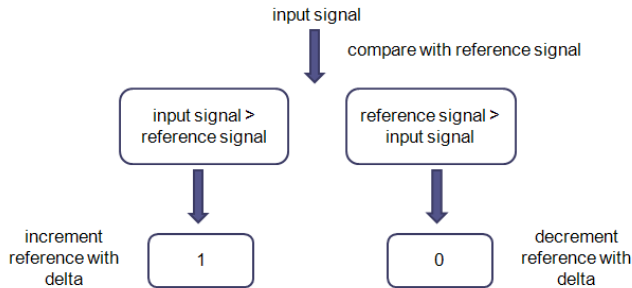 input signal
compare with reference signal
input signal >
reference signal
reference signal >
input signal
increment
reference with
delta
1
0
decrement
reference with
delta